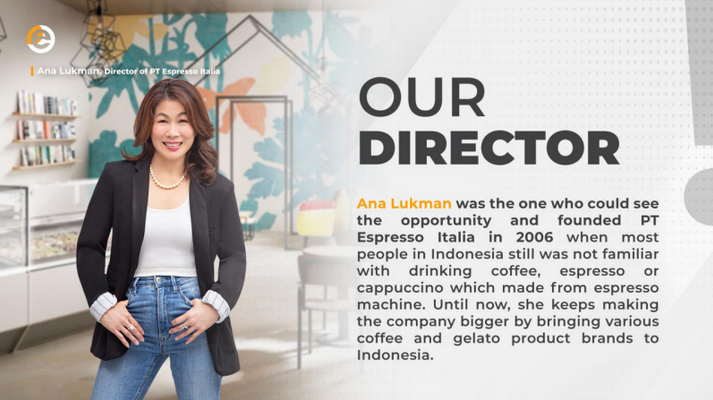 Ana Lukman, Director of PT Espresso Italia
OUR
DIRECTOR
Ana Lukman was the one who could see
the opportunity and founded PT
Espresso Italia in 2006 when most
people in Indonesia still was not familiar
with drinking coffee, espresso or
cappuccino which made from espresso
machine. Until now, she keeps making
the company bigger by bringing various
coffee and gelato product brands to
Indonesia.